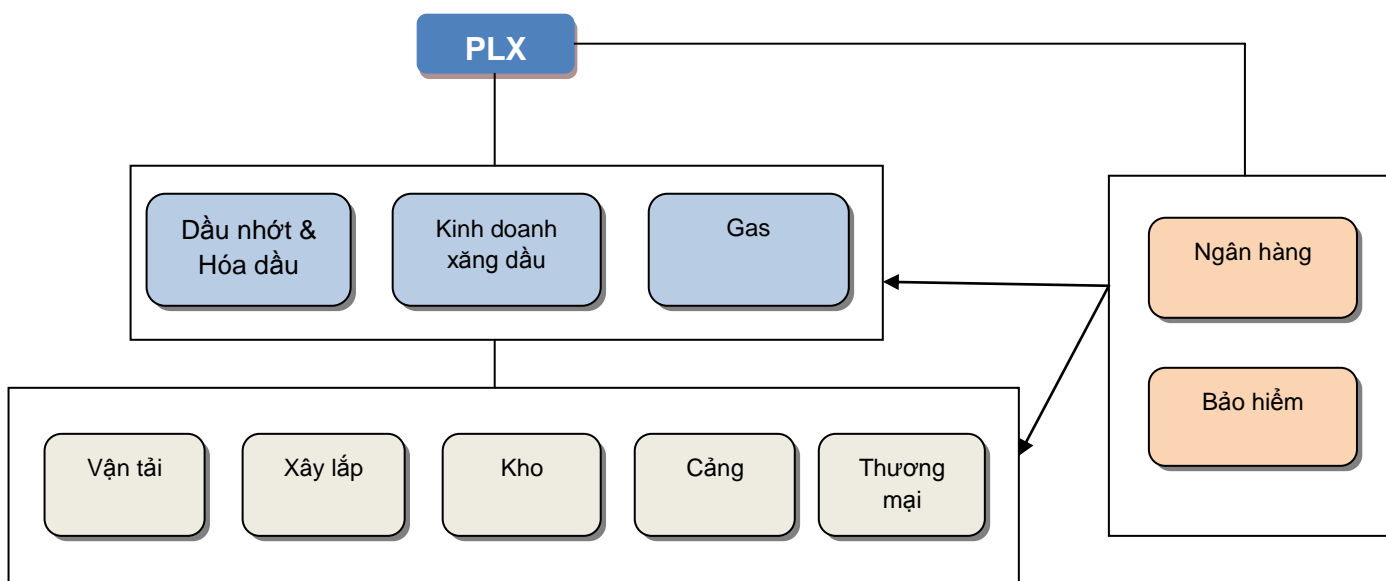 PLX
Dầu nhớt &
Hóa dầu
Kinh doanh
xăng dầu
Gas
Ngân hàng
Bảo hiểm
Vận tải
Xây lắp
Kho
Cảng
Thương
mại